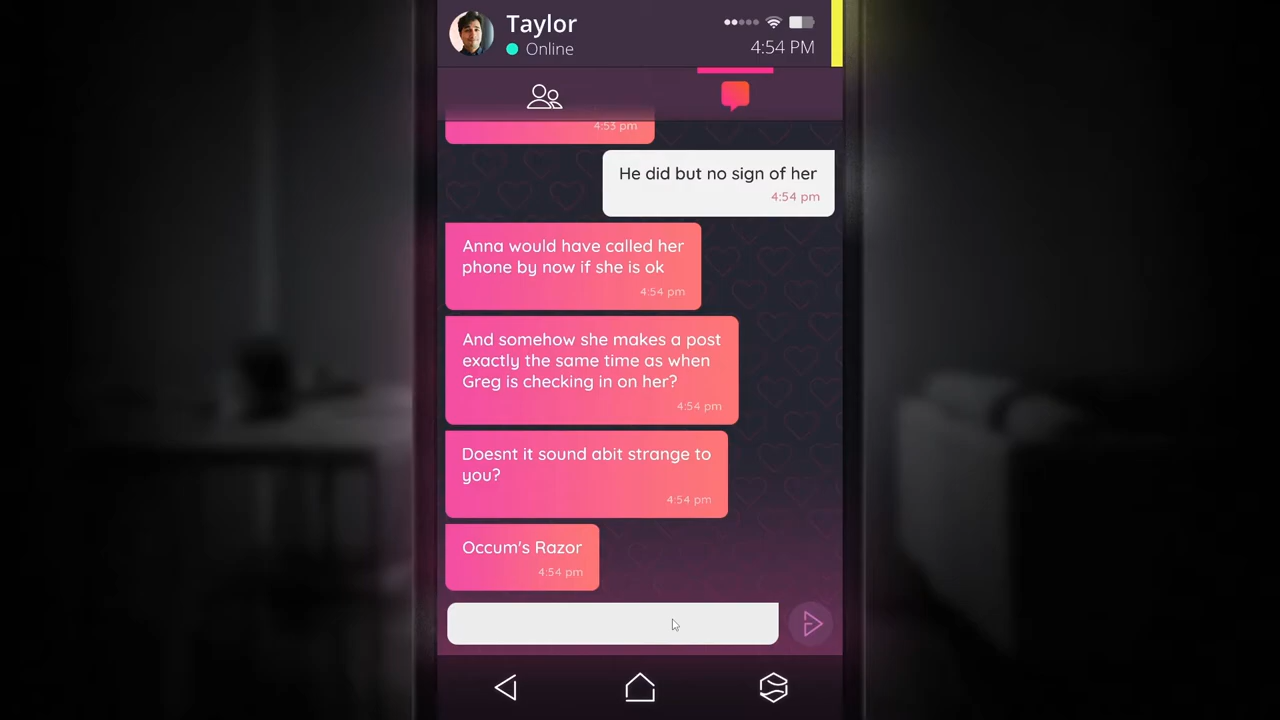 Taylor
Online
4:54 PM
4:53 pm
He did but no sign of her
4:54 pm
Anna would have called her
phone by now if she is ok
4:54 pm
And somehow she makes a post
exactly the same time as when
Greg is checking in on her?
4:54 pm
Doesnt it sound abit strange to
you?
4:54 pm
Occum's Razor
4:54 pm